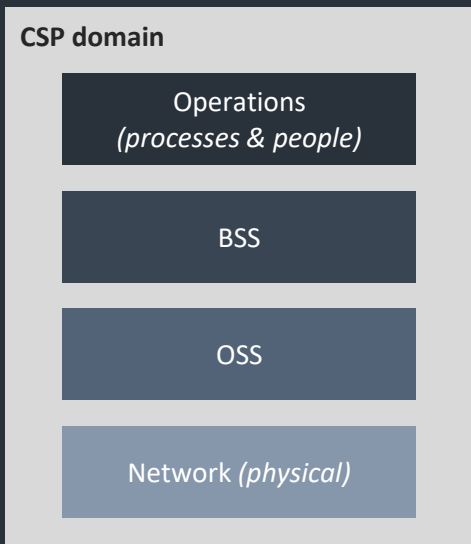 CSP domain
Operations
(processes & people)
BSS
OSS
Network (physical)